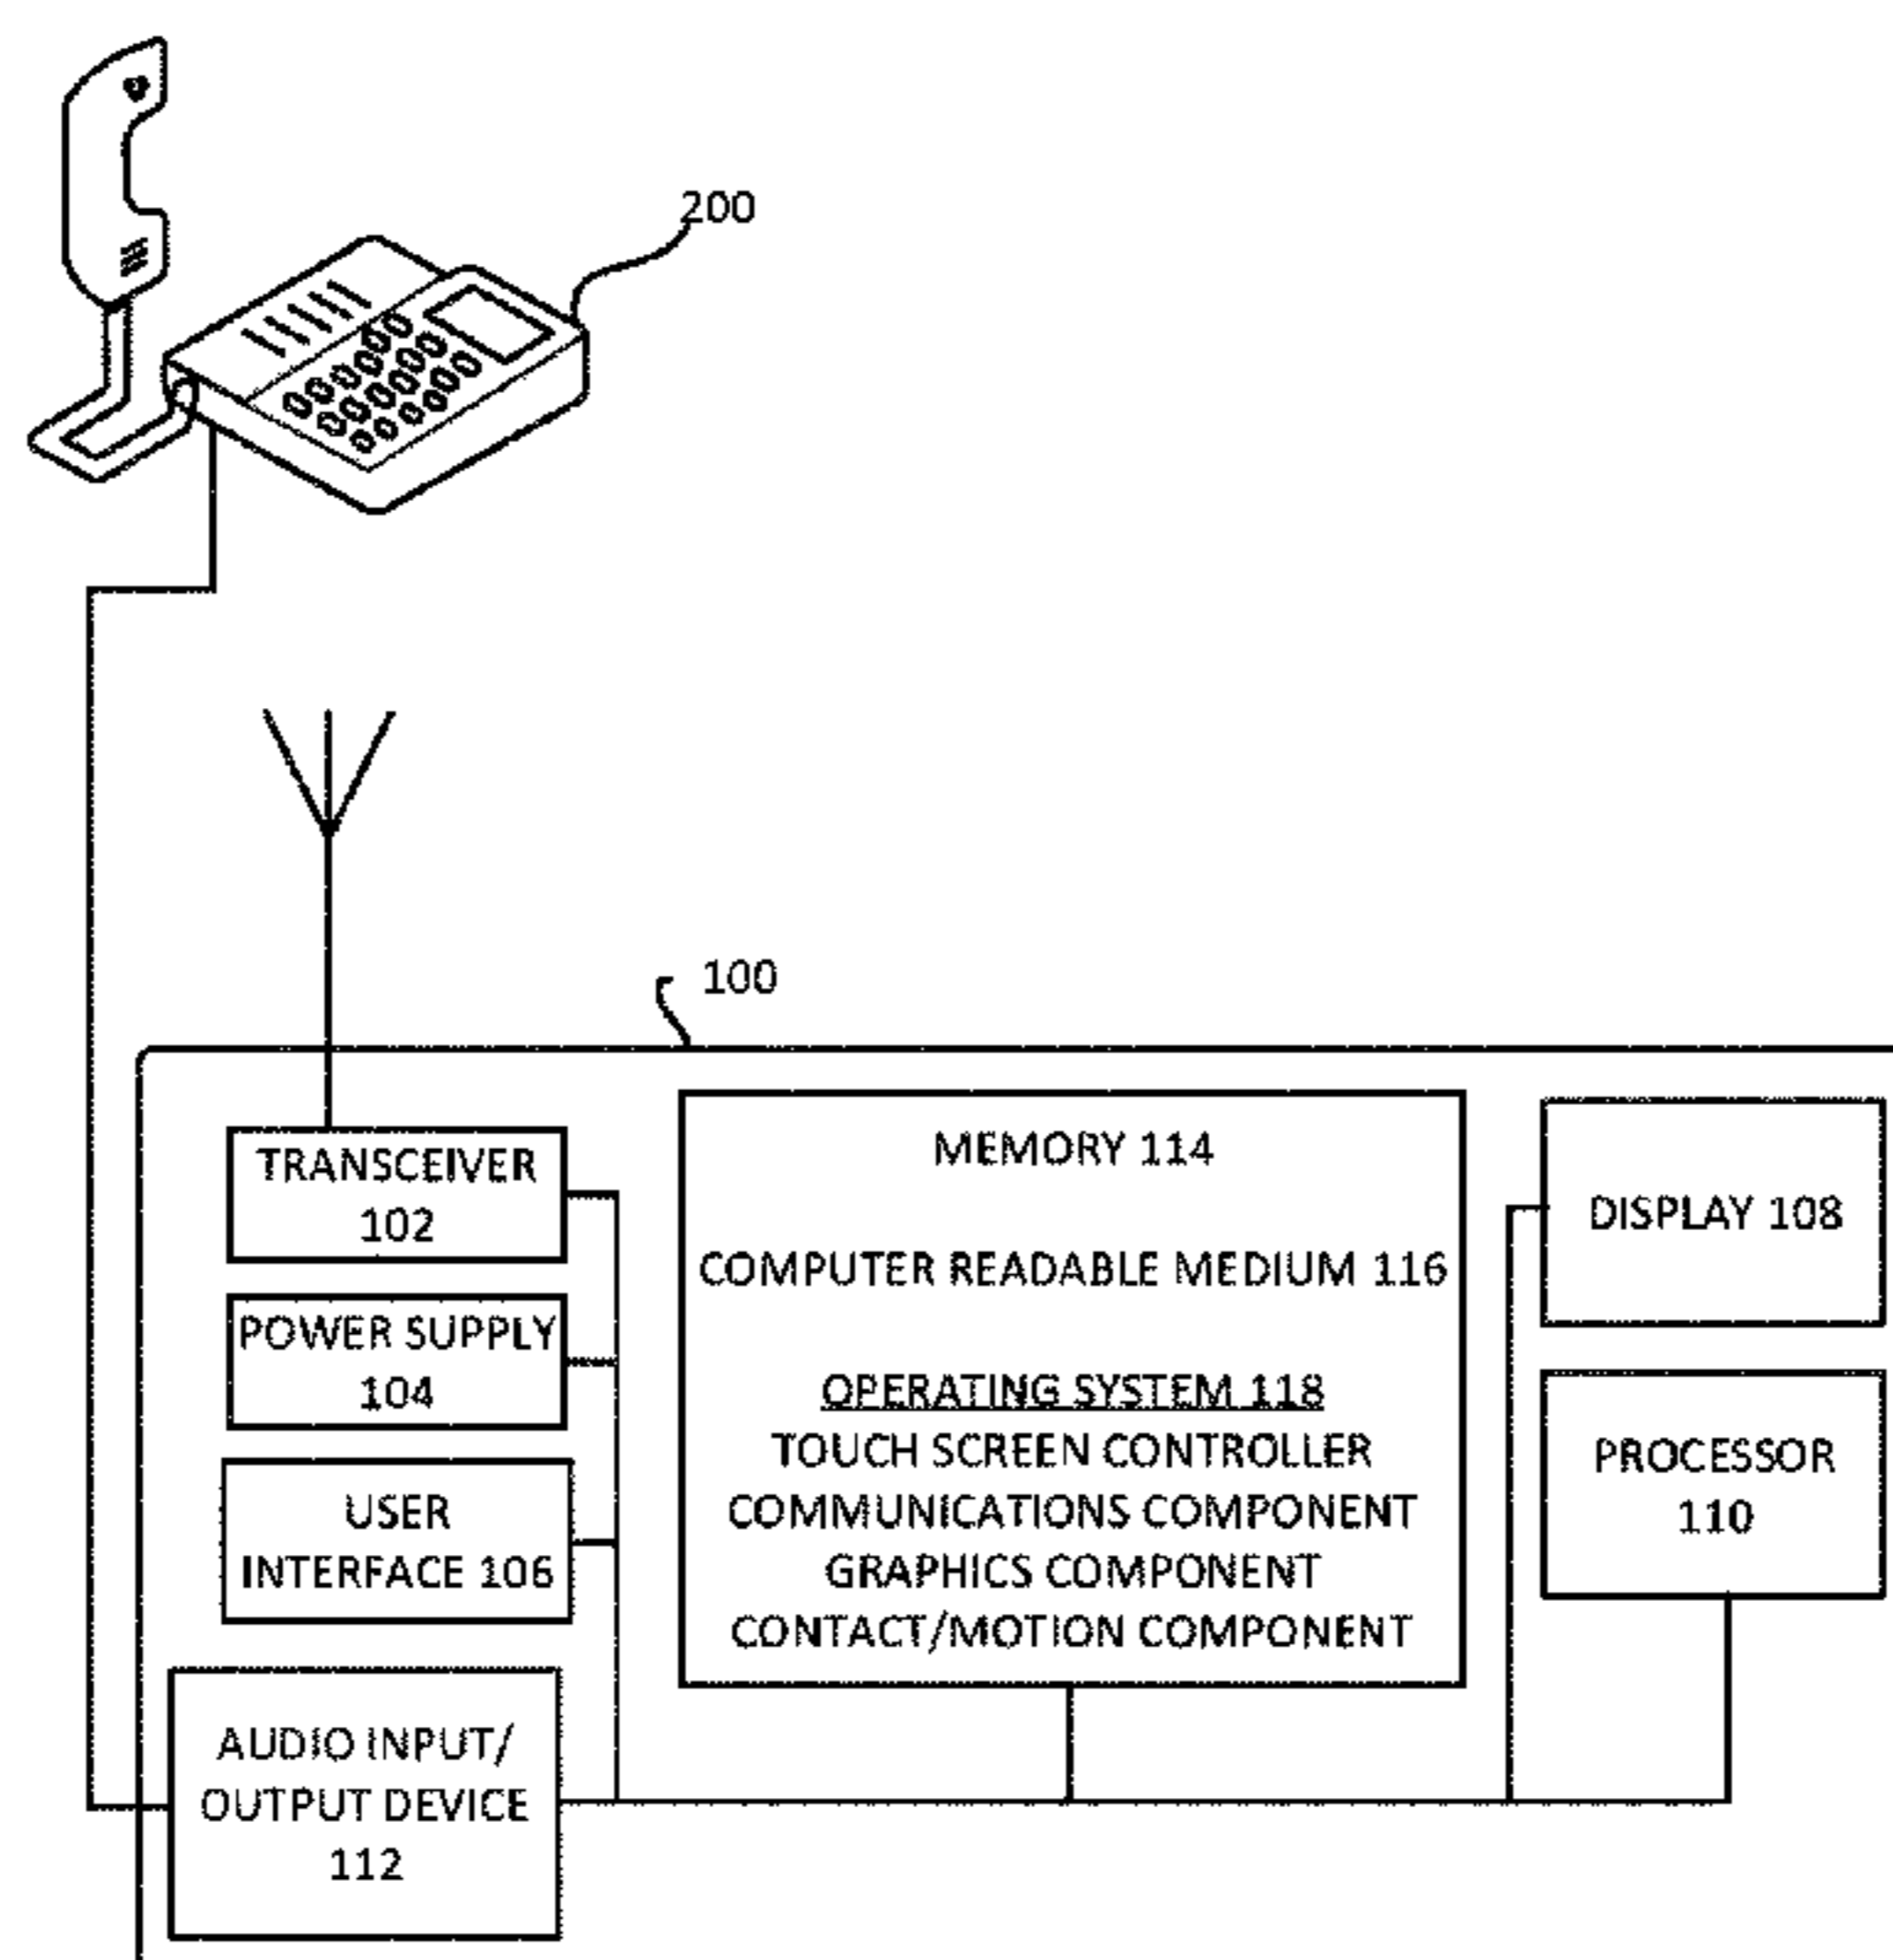 200
100
TRANSCEIVER
102
POWER SUPPLY
104
USER
INTERFACE 106
AUDIO INPUT/
OUTPUT DEVICE
112
MEMORY 114
COMPUTER READABLE MEDIUM 116
OPERATING SYSTEM 118
TOUCH SCREEN CONTROLLER
COMMUNICATIONS COMPONENT
GRAPHICS COMPONENT
CONTACT/MOTION COMPONENT
DISPLAY 108
PROCESSOR
110